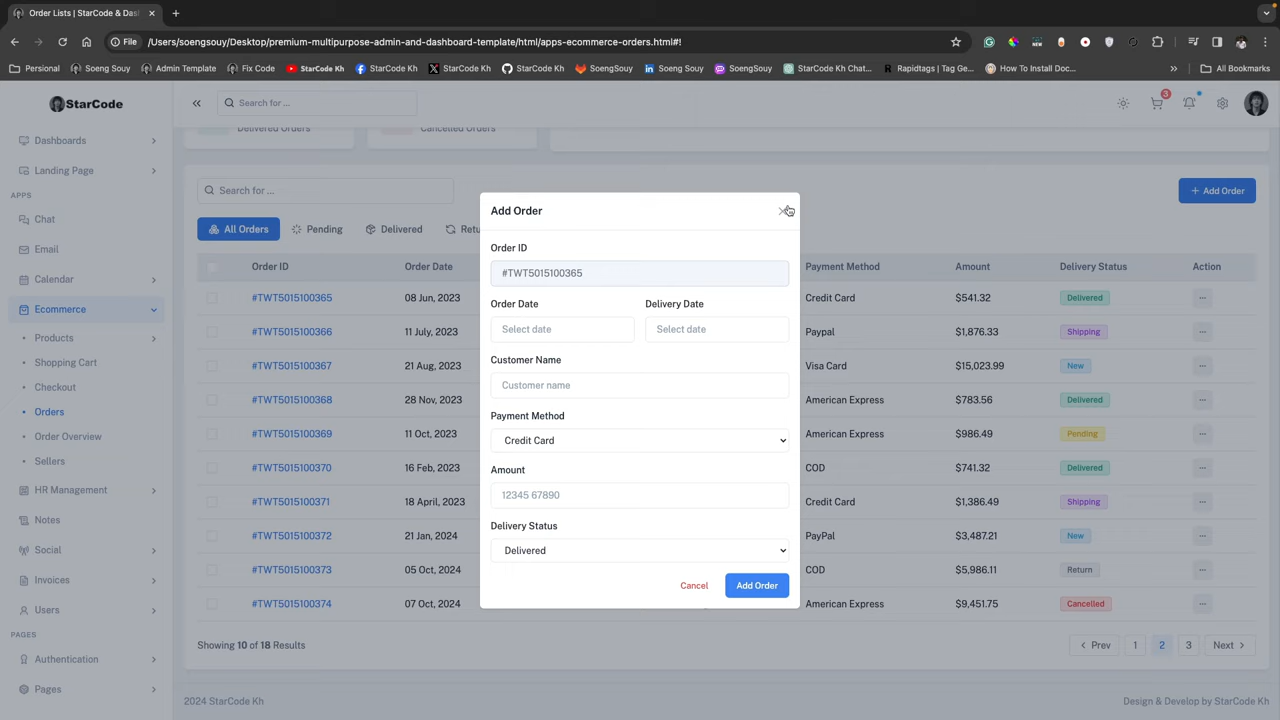 Order Lists | StarCode & Dash
File /Users/soengsouy/Desktop/premium-multipurpose-admin-and-dashboard-template/html/apps-ecommerce-orders.html#!
Personal Soeng Souy Admin Template Fix Code StarCode Kh StarCode Kh StarCode Kh StarCode Kh SoengSouy Soeng Souy SoengSouy StarCode Kh Chat... Rapidtags | Tag Ge... How To Install Doc... » All Bookmarks
StarCode
Search for ...
3
Dashboards
Landing Page
APPS
Chat
Email
Calendar
Ecommerce
Products
Shopping Cart
Checkout
Orders
Order Overview
Sellers
HR Management
Notes
Social
Invoices
Users
PAGES
Authentication
Pages
Delivered Orders Cancelled Orders
Search for ...
+ Add Order
All Orders Pending Delivered Retu
Order ID Order Date Payment Method Amount Delivery Status Action
#TWT5015100365 08 Jun, 2023 Credit Card $541.32 Delivered
#TWT5015100366 11 July, 2023 Paypal $1,876.33 Shipping
#TWT5015100367 21 Aug, 2023 Visa Card $15,023.99 New
#TWT5015100368 28 Nov, 2023 American Express $783.56 Delivered
#TWT5015100369 11 Oct, 2023 American Express $986.49 Pending
#TWT5015100370 16 Feb, 2023 COD $741.32 Delivered
#TWT5015100371 18 April, 2023 Credit Card $1,386.49 Shipping
#TWT5015100372 21 Jan, 2024 PayPal $3,487.21 New
#TWT5015100373 05 Oct, 2024 COD $5,986.11 Return
#TWT5015100374 07 Oct, 2024 American Express $9,451.75 Cancelled
Showing 10 of 18 Results
Prev 1 2 3 Next
Add Order
Order ID
#TWT5015100365
Order Date Delivery Date
Select date Select date
Customer Name
Customer name
Payment Method
Credit Card
Amount
12345 67890
Delivery Status
Delivered
Cancel Add Order
2024 StarCode Kh
Design & Develop by StarCode Kh